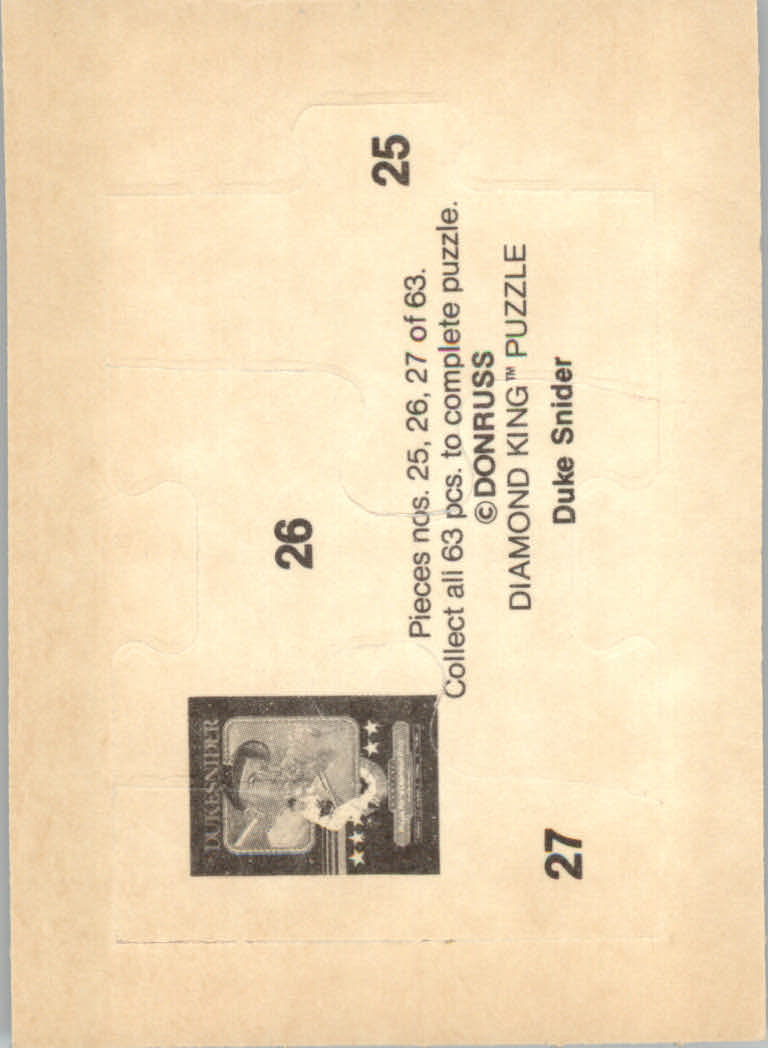 25
26
27
Pieces nos. 25, 26, 27 of 63.
Collect all 63 pcs. to complete puzzle.
© DONRUSS
DIAMOND KING™ PUZZLE
Duke Snider
DUKE SNIDER